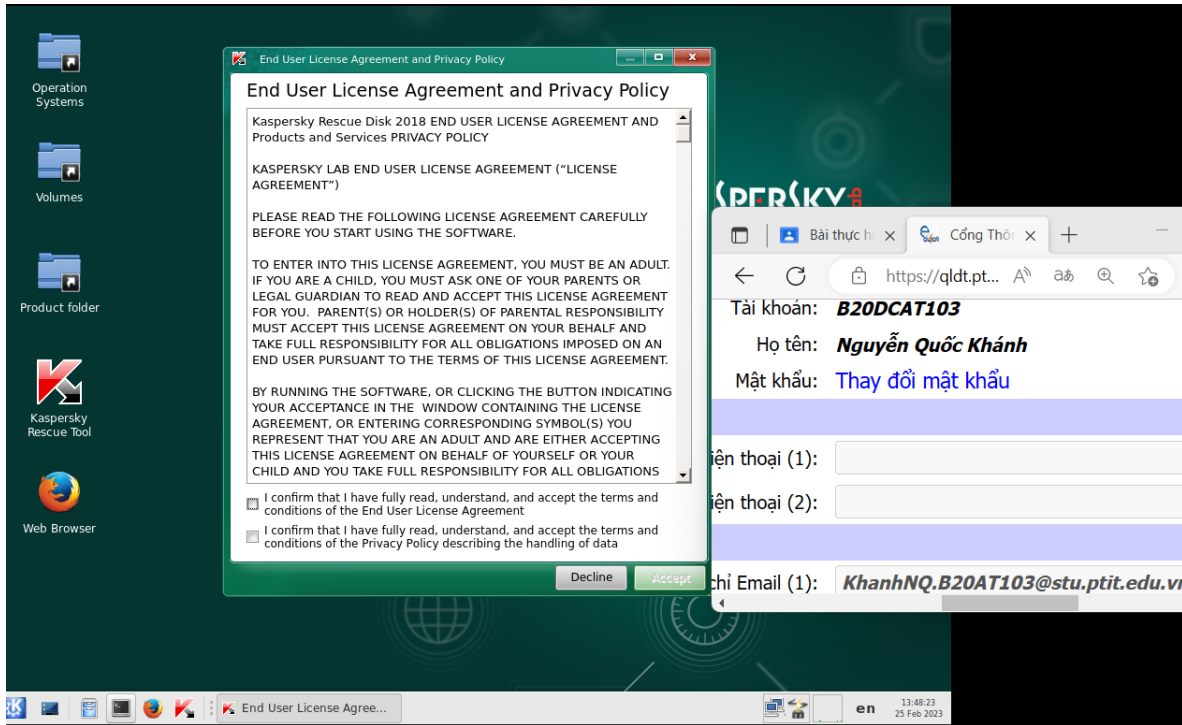 Operation
Systems
Volumes
Product folder
Kaspersky
Rescue Tool
Web Browser
End User License Agreement and Privacy Policy
End User License Agreement and Privacy Policy
Kaspersky Rescue Disk 2018 END USER LICENSE AGREEMENT AND
Products and Services PRIVACY POLICY
KASPERSKY LAB END USER LICENSE AGREEMENT (“LICENSE
AGREEMENT”)
PLEASE READ THE FOLLOWING LICENSE AGREEMENT CAREFULLY
BEFORE YOU START USING THE SOFTWARE.
TO ENTER INTO THIS LICENSE AGREEMENT, YOU MUST BE AN ADULT.
IF YOU ARE A CHILD, YOU MUST ASK ONE OF YOUR PARENTS OR
LEGAL GUARDIAN TO READ AND ACCEPT THIS LICENSE AGREEMENT
FOR YOU. PARENT(S) OR HOLDER(S) OF PARENTAL RESPONSIBILITY
MUST ACCEPT THIS LICENSE AGREEMENT ON YOUR BEHALF AND
TAKE FULL RESPONSIBILITY FOR ALL OBLIGATIONS IMPOSED ON AN
END USER PURSUANT TO THE TERMS OF THIS LICENSE AGREEMENT.
BY RUNNING THE SOFTWARE, OR CLICKING THE BUTTON INDICATING
YOUR ACCEPTANCE IN THE WINDOW CONTAINING THE LICENSE
AGREEMENT, OR ENTERING CORRESPONDING SYMBOL(S) YOU
REPRESENT THAT YOU ARE AN ADULT AND ARE EITHER ACCEPTING
THIS LICENSE AGREEMENT ON BEHALF OF YOURSELF OR YOUR
CHILD AND YOU TAKE FULL RESPONSIBILITY FOR ALL OBLIGATIONS
I confirm that I have fully read, understand, and accept the terms and
conditions of the End User License Agreement
I confirm that I have fully read, understand, and accept the terms and
conditions of the Privacy Policy describing the handling of data
Decline
Accept
Bài thực h
Cổng Thôn
https://qldt.pt...
Tài khoản: B20DCAT103
Họ tên: Nguyễn Quốc Khánh
Mật khẩu: Thay đổi mật khẩu
iện thoại (1):
iện thoại (2):
chỉ Email (1): KhanhNQ.B20AT103@stu.ptit.edu.vn
End User License Agree...
en
13:48:23
25 Feb 2023